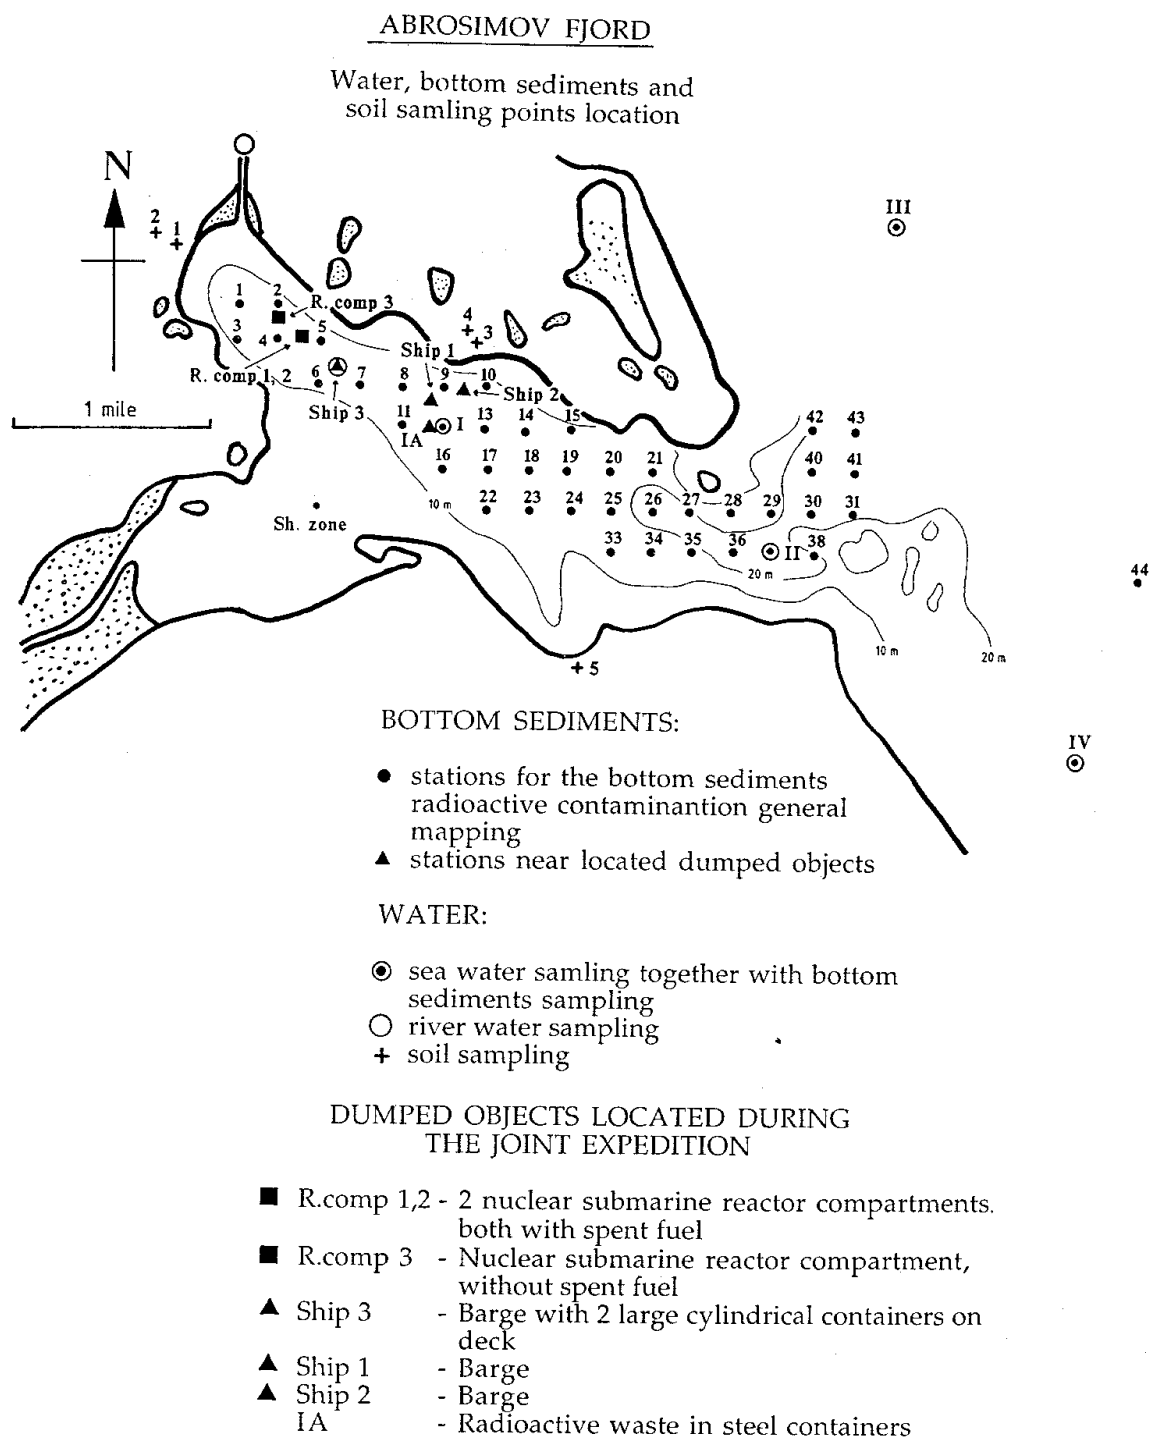 ABROSIMOV FJORD
Water, bottom sediments and
soil samling points location
N
III
2
1
1 2
R. comp 3
3 4 5
4
3
Ship 1
R. comp 1,2
6 7 8 9 10
Ship 2
1 mile
Ship 3
11
I
13 14 15
42 43
IA
16 17 18 19 20 21
40 41
10 m
22 23 24 25 26 27 28 29 30 31
Sh. zone
33 34 35 36
II
38
20 m
44
10 m
20 m
5
BOTTOM SEDIMENTS:
IV
stations for the bottom sediments
radioactive contaminantion general
mapping
stations near located dumped objects
WATER:
sea water samling together with bottom
sediments sampling
river water sampling
soil sampling
DUMPED OBJECTS LOCATED DURING
THE JOINT EXPEDITION
R.comp 1,2 - 2 nuclear submarine reactor compartments.
both with spent fuel
R.comp 3 - Nuclear submarine reactor compartment,
without spent fuel
Ship 3 - Barge with 2 large cylindrical containers on
deck
Ship 1 - Barge
Ship 2 - Barge
IA - Radioactive waste in steel containers